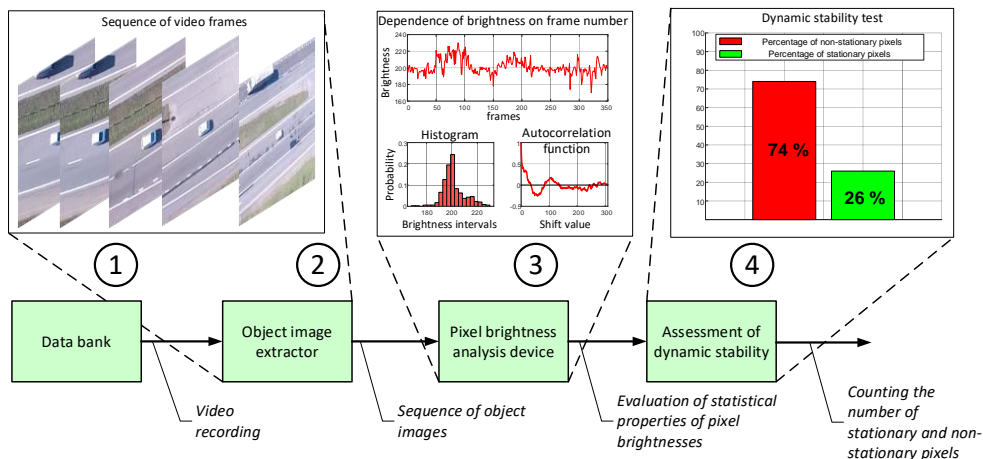 Sequence of video frames
Dependence of brightness on frame number
Brightness
240
220
200
180
160
0
50
100
150
200
250
300
350
frames
Histogram
Probability
0.3
0.2
0.1
0
180
200
220
Brightness intervals
Autocorrelation
function
1
0.5
0
-0.5
0
100
200
300
Shift value
Dynamic stability test
Percentage of non-stationary pixels
Percentage of stationary pixels
100
90
80
70
60
50
40
30
20
10
74 %
26 %
1
2
3
4
Data bank
Object image
extractor
Pixel brightness
analysis device
Assessment of
dynamic stability
Video
recording
Sequence of object
images
Evaluation of statistical
properties of pixel
brightnesses
Counting the
number of
stationary and non-
stationary pixels